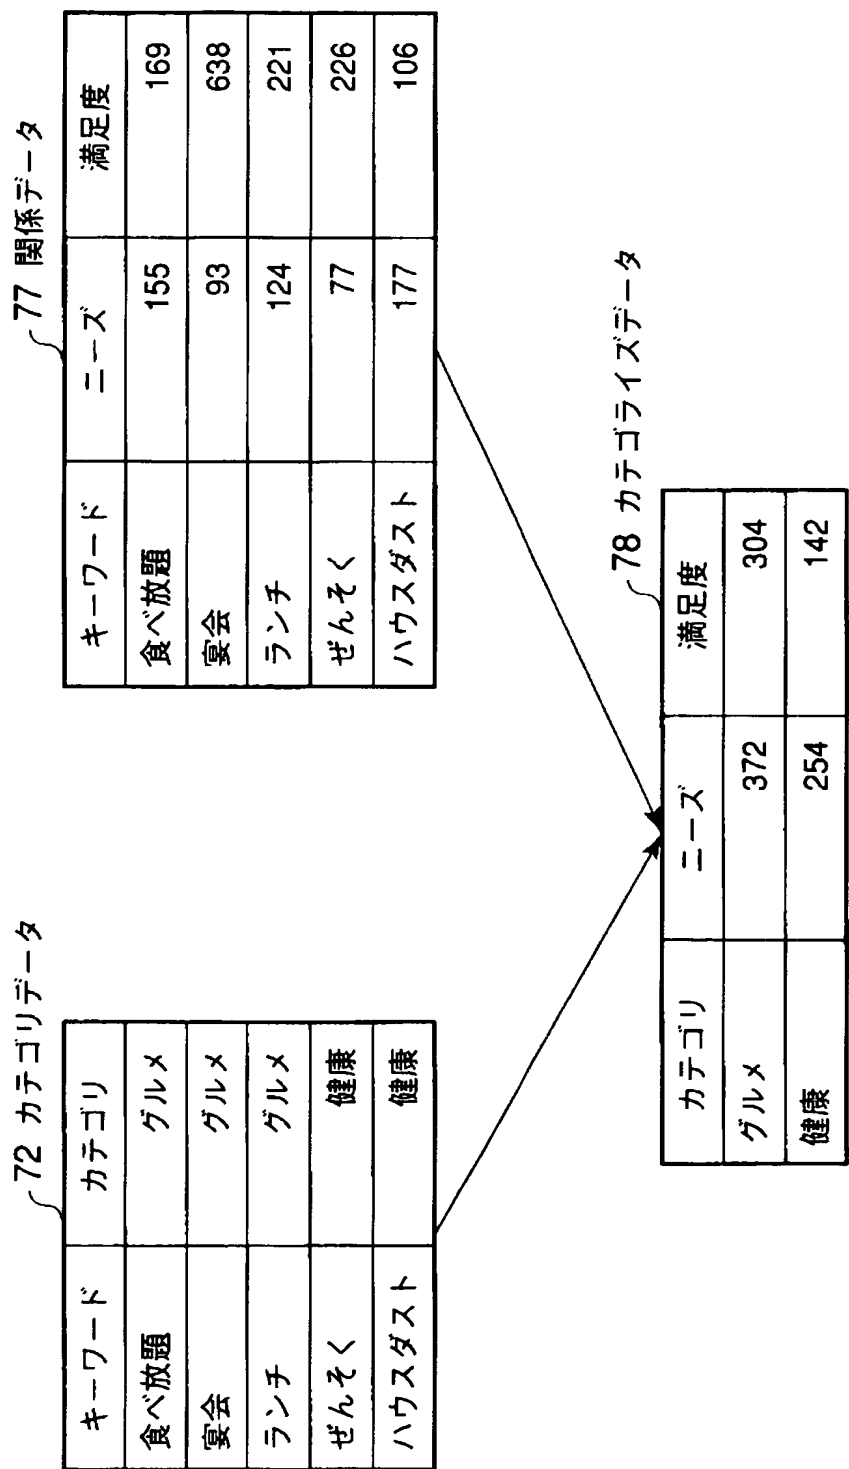 72 カテゴリデータ
キーワード カテゴリ
食べ放題 グルメ
宴会 グルメ
ランチ グルメ
ぜんそく 健康
ハウスダスト 健康
77 関係データ
キーワード ニーズ 満足度
食べ放題 155 169
宴会 93 638
ランチ 124 221
ぜんそく 77 226
ハウスダスト 177 106
78 カテゴライズデータ
カテゴリ ニーズ 満足度
グルメ 372 304
健康 254 142